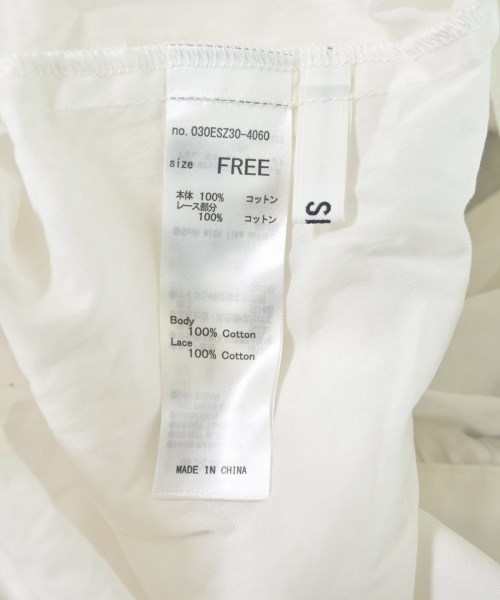 no. 030ESZ30-4060
size FREE
本体 100% コットン
レース部分
100% コットン
Body
100% Cotton
Lace
100% Cotton
MADE IN CHINA
IS